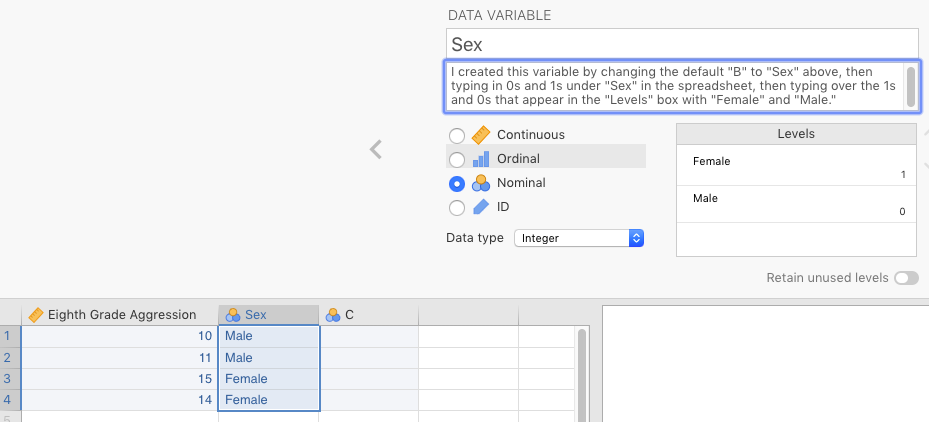 DATA VARIABLE
Sex
I created this variable by changing the default "B" to "Sex" above, then
typing in 0s and 1s under "Sex" in the spreadsheet, then typing over the 1s
and 0s that appear in the "Levels" box with "Female" and "Male."
Continuous
Ordinal
Nominal
ID
Data type Integer
Levels
Female
1
Male
0
Retain unused levels
Eighth Grade Aggression Sex C
1 10 Male
2 11 Male
3 15 Female
4 14 Female
5